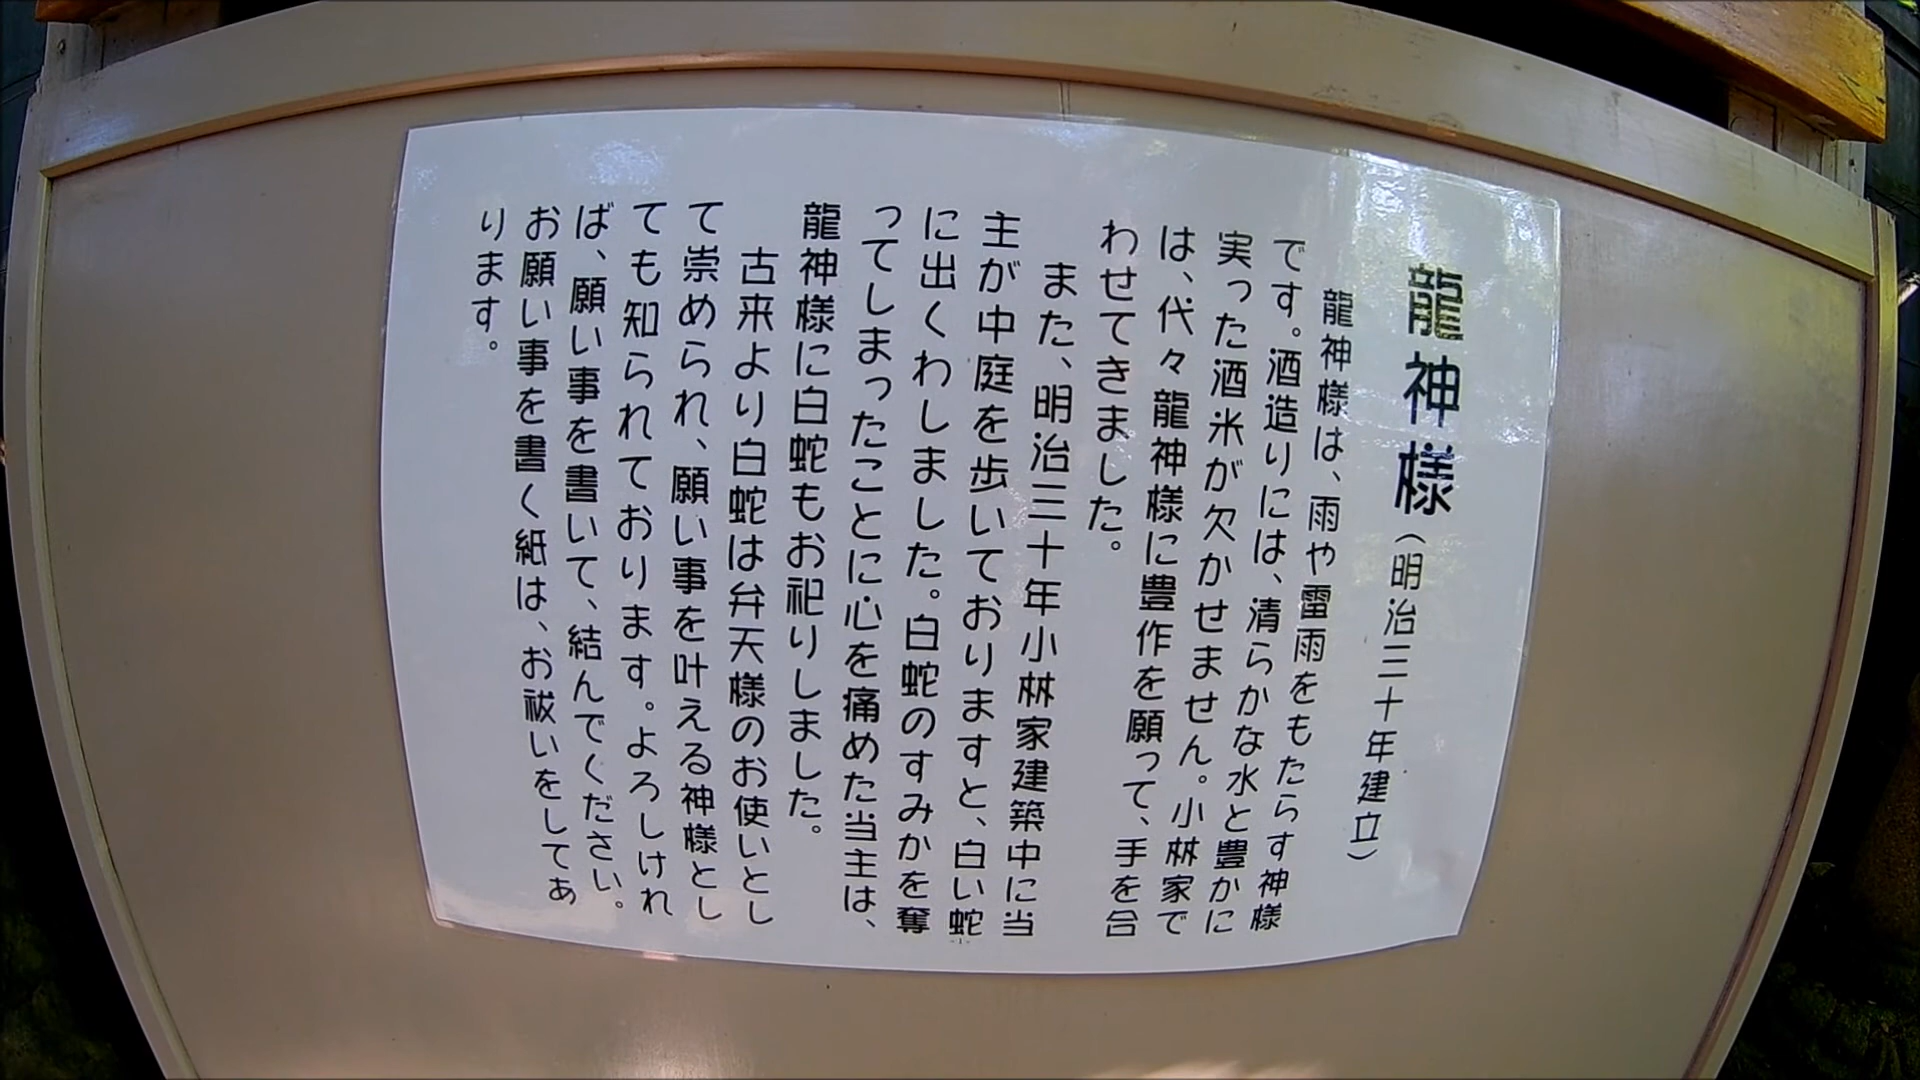 龍神様（明治三十年建立）
龍神様は、雨や雷雨をもたらす神様
です。酒造りには、清らかな水と豊かに
実った酒米が欠かせません。小林家で
は、代々龍神様に豊作を願って、手を合
わせてきました。
また、明治三十年小林家建築中に当
主が中庭を歩いておりますと、白い蛇
に出くわしました。白蛇のすみかを奪
ってしまったことに心を痛めた当主は、
龍神様に白蛇もお祀りしました。
古来より白蛇は弁天様のお使いとし
て崇められ、願い事を叶える神様とし
ても知られております。よろしけれ
ば、願い事を書いて、結んでください。
お願い事を書く紙は、お祓いをしてあ
ります。